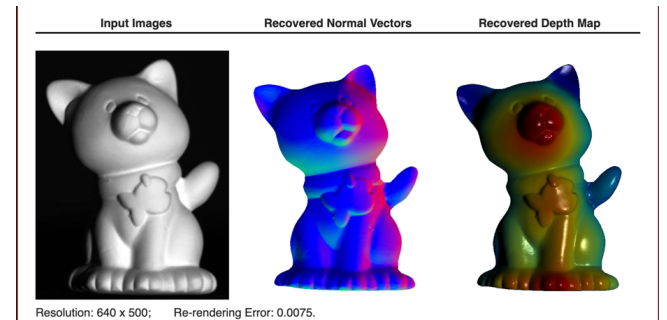 Input Images Recovered Normal Vectors Recovered Depth Map
Resolution: 640 x 500; Re-rendering Error: 0.0075.